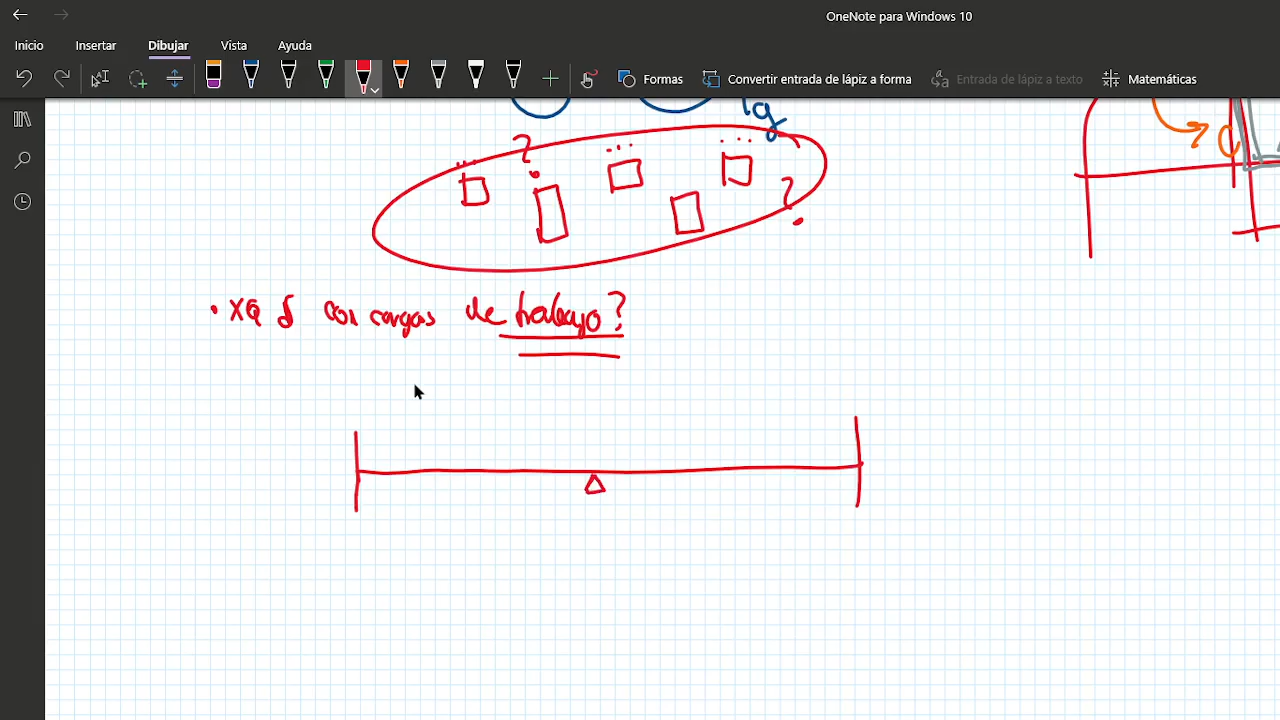 OneNote para Windows 10
Inicio Insertar Dibujar Vista Ayuda
Formas Convertir entrada de lápiz a forma Entrada de lápiz a texto Matemáticas
? ?
• XQ con cargas de trabajo?